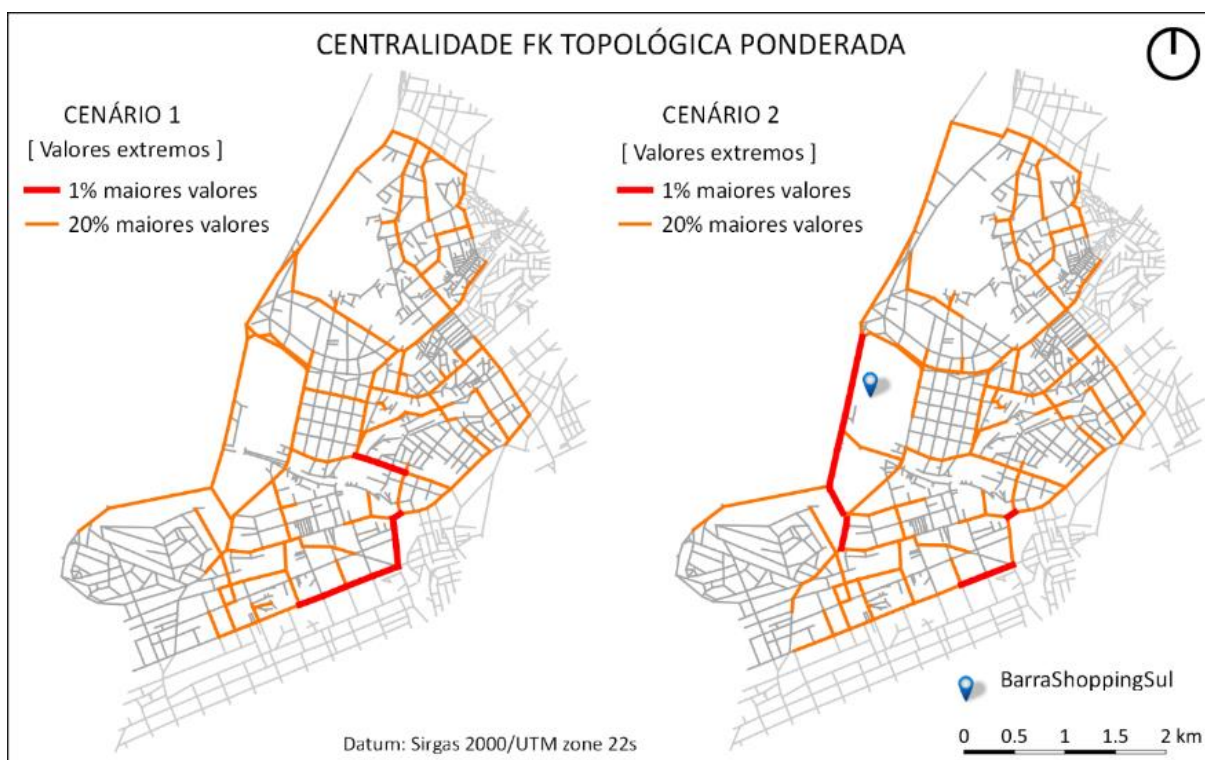 CENTRALIDADE FK TOPOLÓGICA PONDERADA
CENÁRIO 1
[ Valores extremos ]
1% maiores valores
20% maiores valores
CENÁRIO 2
[ Valores extremos ]
1% maiores valores
20% maiores valores
BarraShoppingSul
Datum: Sirgas 2000/UTM zone 22s
0 0.5 1 1.5 2 km